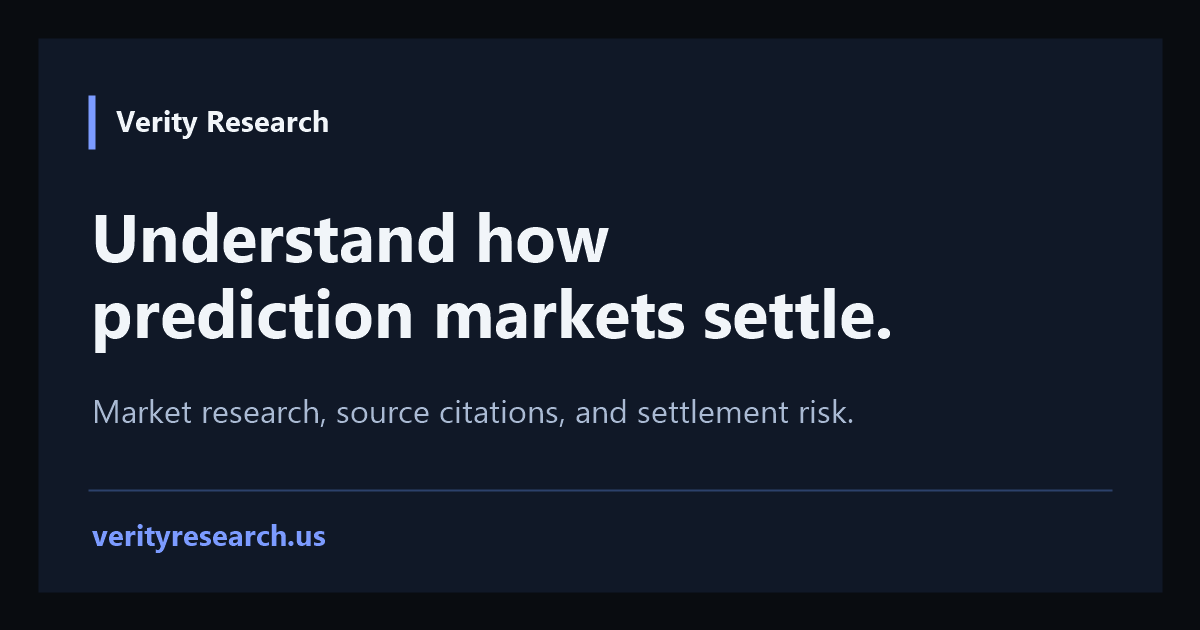 Verity Research
Understand how
prediction markets settle.
Market research, source citations, and settlement risk.
verityresearch.us